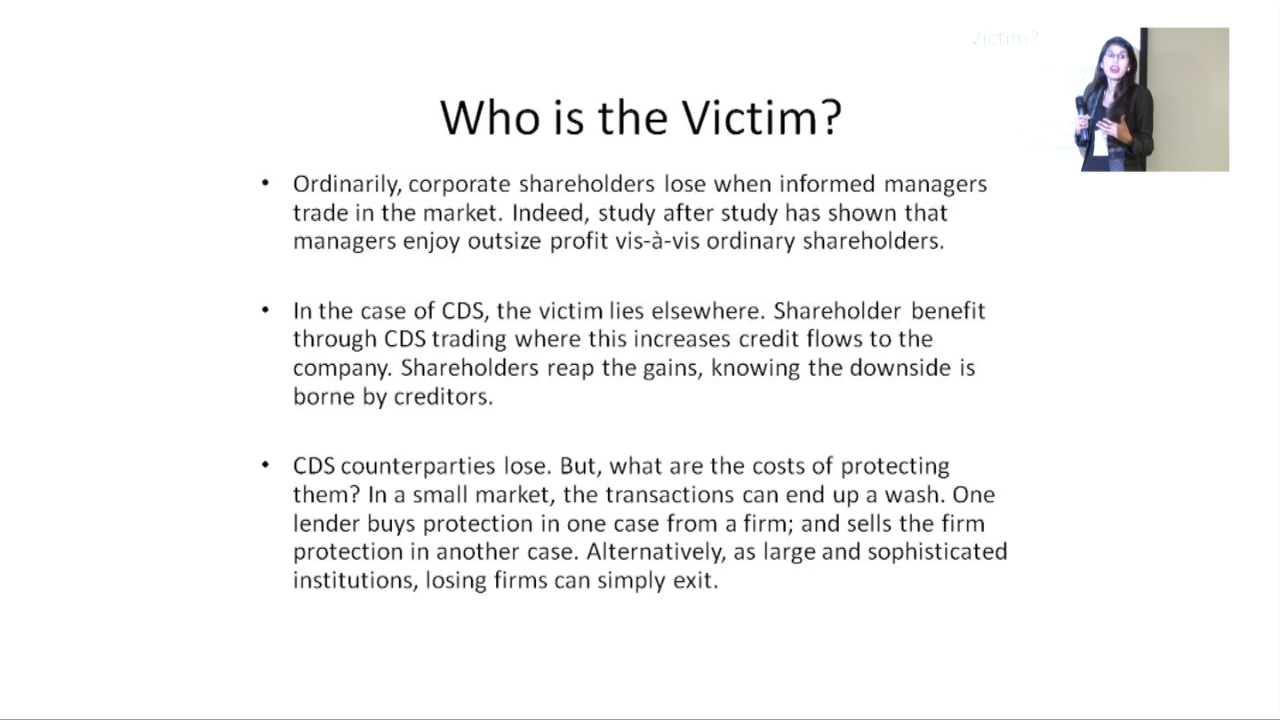 Victim?
Who is the Victim?
• Ordinarily, corporate shareholders lose when informed managers
trade in the market. Indeed, study after study has shown that
managers enjoy outsize profit vis-à-vis ordinary shareholders.
• In the case of CDS, the victim lies elsewhere. Shareholder benefit
through CDS trading where this increases credit flows to the
company. Shareholders reap the gains, knowing the downside is
borne by creditors.
• CDS counterparties lose. But, what are the costs of protecting
them? In a small market, the transactions can end up a wash. One
lender buys protection in one case from a firm; and sells the firm
protection in another case. Alternatively, as large and sophisticated
institutions, losing firms can simply exit.